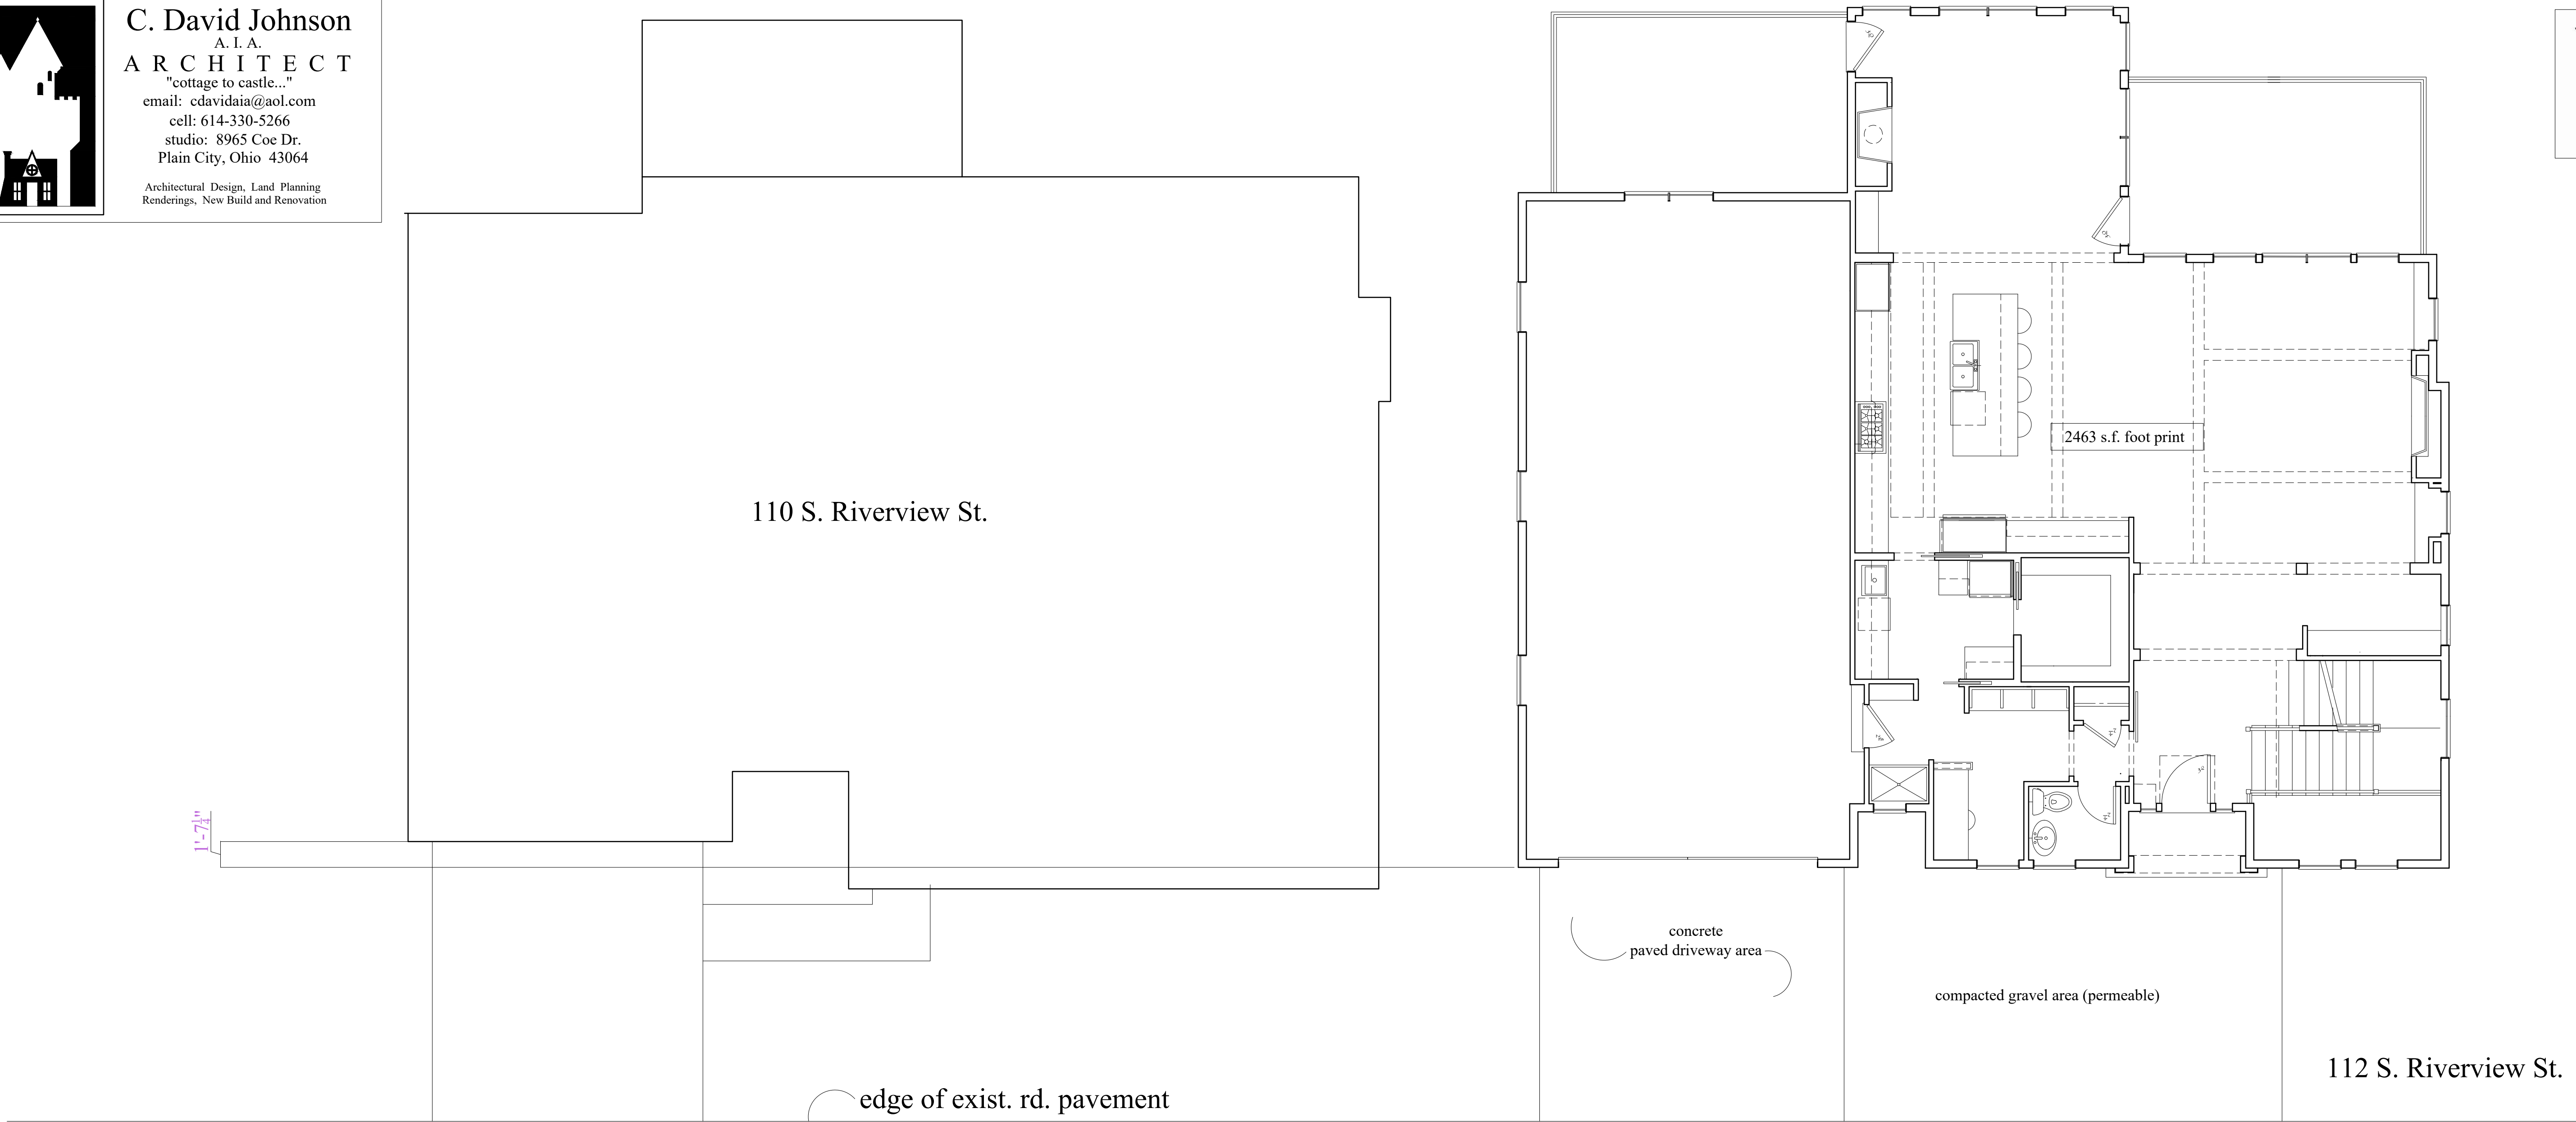 C. David Johnson
A. I. A.
A R C H I T E C T
"cottage to castle..."
email: cdavidaia@aol.com
cell: 614-330-5266
studio: 8965 Coe Dr.
Plain City, Ohio 43064
Architectural Design, Land Planning
Renderings, New Build and Renovation
110 S. Riverview St.
2463 s.f. foot print
1'-7 1/4"
concrete
paved driveway area
compacted gravel area (permeable)
112 S. Riverview St.
edge of exist. rd. pavement